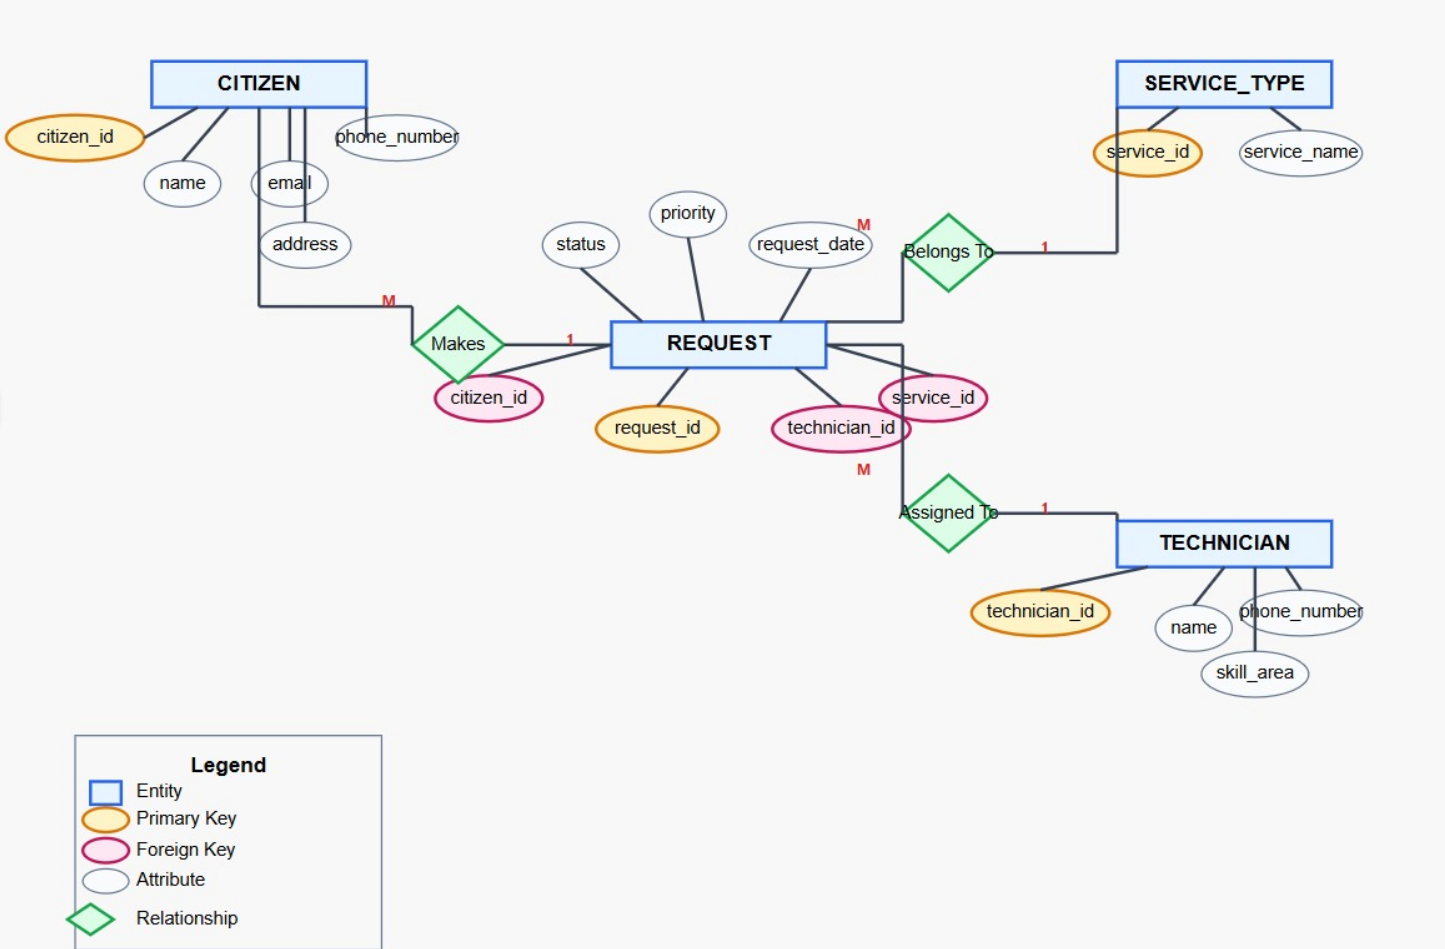 CITIZEN
SERVICE_TYPE
citizen_id
phone_number
service_id
service_name
name
email
address
status
priority
request_date
M
Belongs To
1
M
Makes
1
REQUEST
citizen_id
request_id
technician_id
service_id
M
Assigned To
1
TECHNICIAN
technician_id
name
phone_number
skill_area
Legend
Entity
Primary Key
Foreign Key
Attribute
Relationship